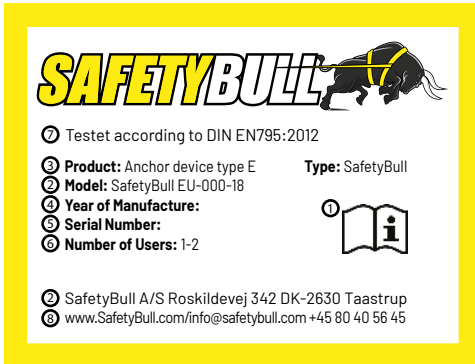 SAFETYBULL
⑦ Testet according to DIN EN795:2012
③ Product: Anchor device type E Type: SafetyBull
② Model: SafetyBull EU-000-18
④ Year of Manufacture:
⑤ Serial Number:
⑥ Number of Users: 1-2
① i
② SafetyBull A/S Roskildevej 342 DK-2630 Taastrup
⑧ www.SafetyBull.com/info@safetybull.com +45 80 40 56 45